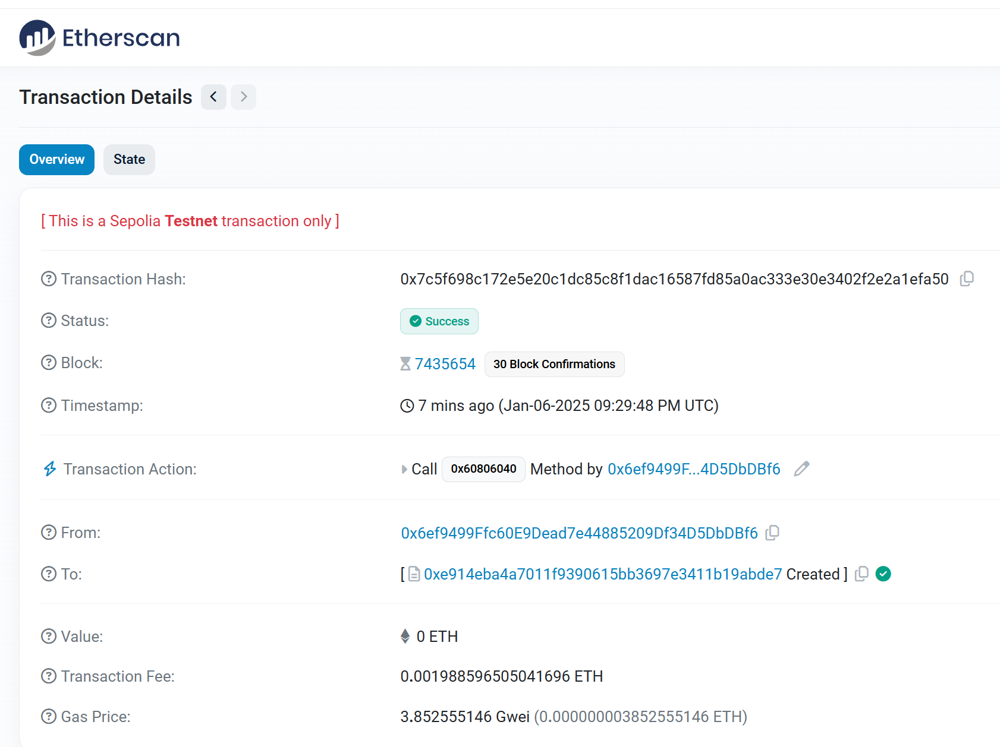 Etherscan
Transaction Details
Overview State
[ This is a Sepolia Testnet transaction only ]
Transaction Hash: 0x7c5f698c172e5e20c1dc85c8f1dac16587fd85a0ac333e30e3402f2e2a1efa50
Status: Success
Block: 7435654 30 Block Confirmations
Timestamp: 7 mins ago (Jan-06-2025 09:29:48 PM UTC)
Transaction Action: Call 0x60806040 Method by 0x6ef9499F...4D5DbDBf6
From: 0x6ef9499Ffc60E9Dead7e44885209Df34D5DbDBf6
To: [ 0xe914eba4a7011f9390615bb3697e3411b19abde7 Created ]
Value: 0 ETH
Transaction Fee: 0.001988596505041696 ETH
Gas Price: 3.852555146 Gwei (0.000000003852555146 ETH)